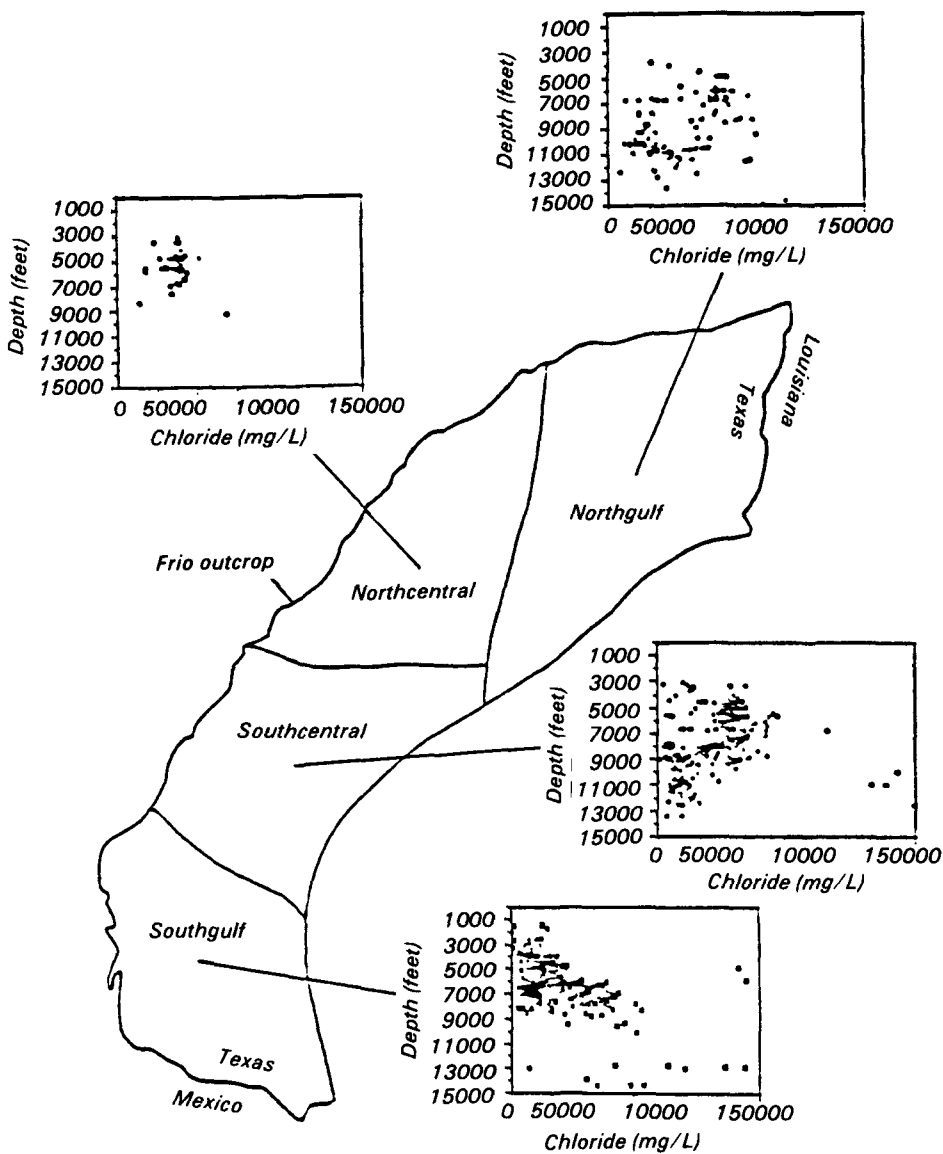 1000
3000
5000
7000
9000
11000
13000
15000
Depth (feet)
0 50000 10000 150000
Chloride (mg/L)
1000
3000
5000
7000
9000
11000
13000
15000
Depth (feet)
0 50000 10000 150000
Chloride (mg/L)
Louisiana
Texas
Northgulf
Frio outcrop
Northcentral
Southcentral
1000
3000
5000
7000
9000
11000
13000
15000
Depth (feet)
0 50000 10000 150000
Chloride (mg/L)
Southgulf
1000
3000
5000
7000
9000
11000
13000
15000
Depth (feet)
0 50000 10000 150000
Chloride (mg/L)
Texas
Mexico